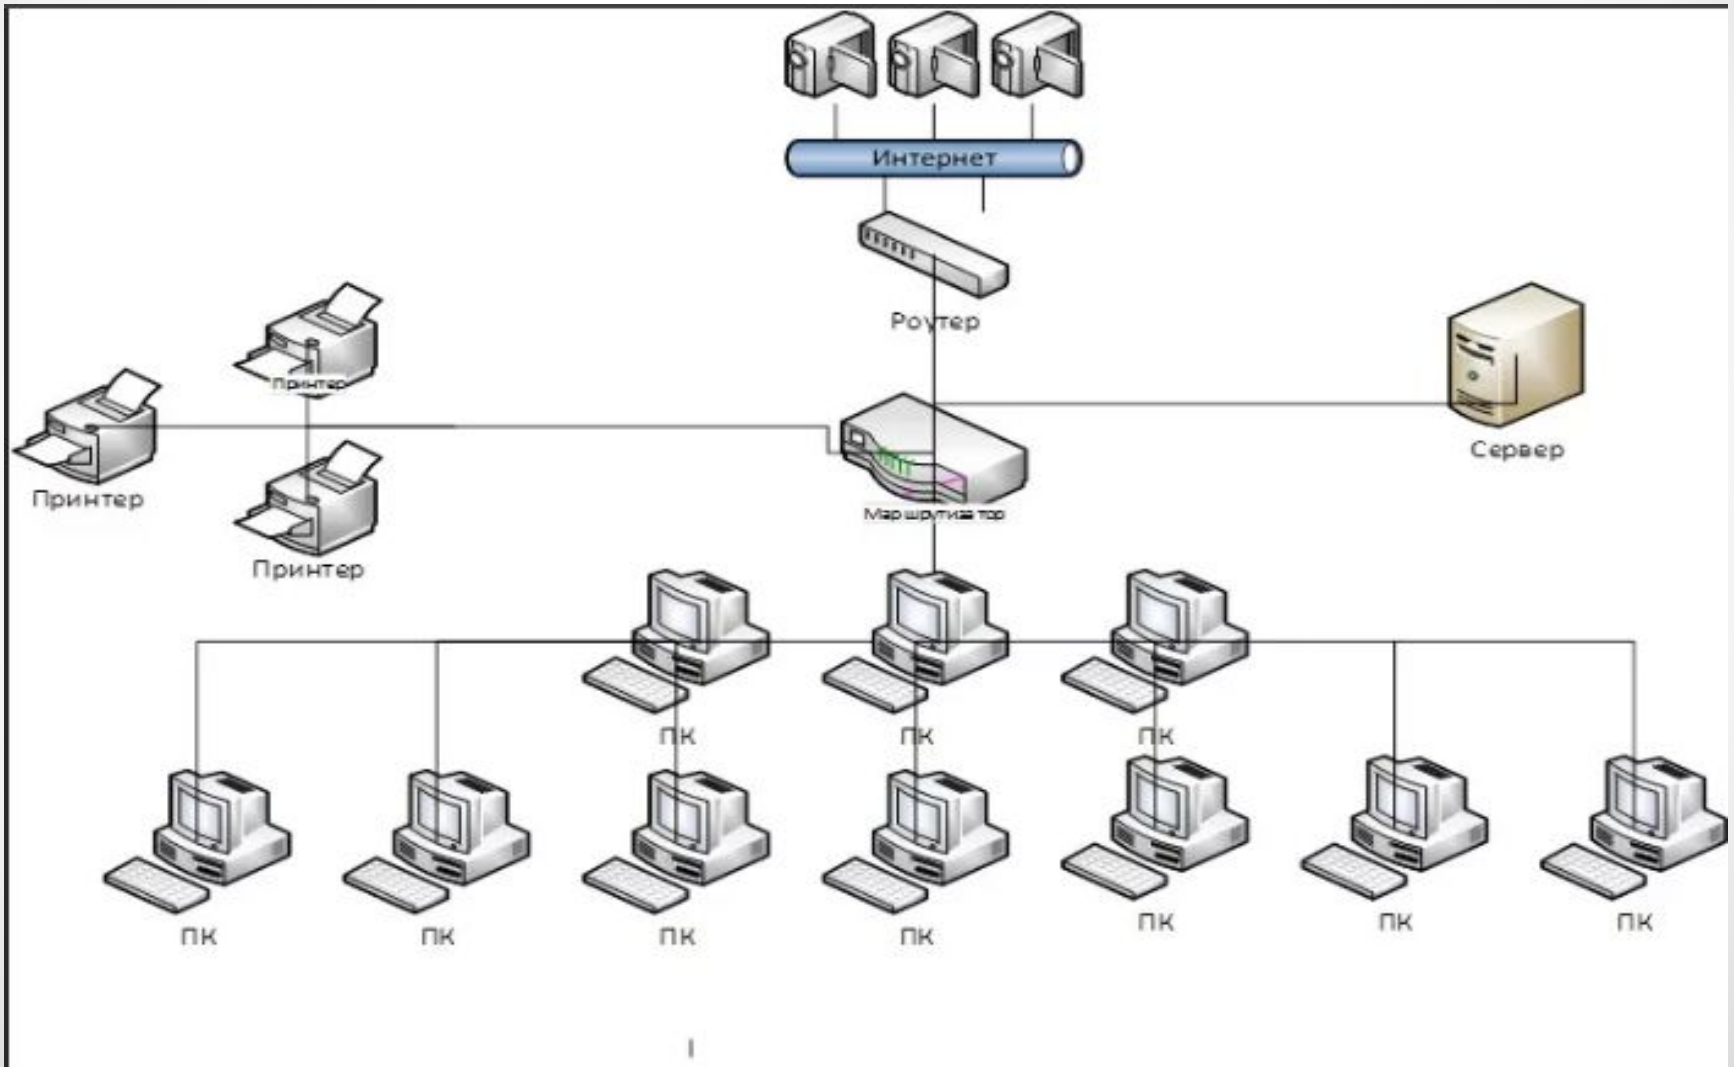 Интернет
Роутер
Принтер
Сервер
Принтер
Маршрутизатор
Принтер
ПК ПК ПК
ПК ПК ПК ПК ПК ПК ПК